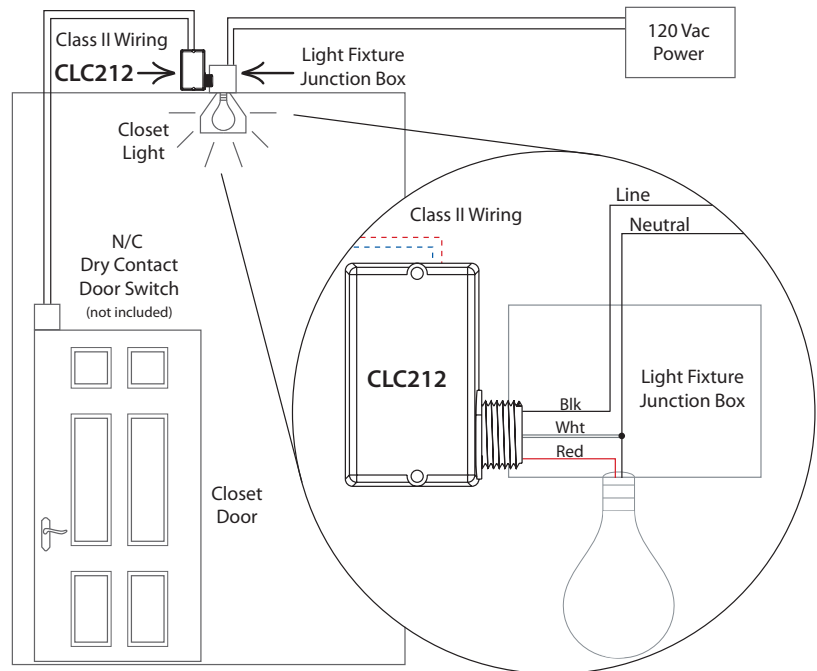 Class II Wiring
CLC212
Light Fixture
Junction Box
120 Vac
Power
Closet
Light
N/C
Dry Contact
Door Switch
(not included)
Closet
Door
Class II Wiring
Line
Neutral
CLC212
Blk
Wht
Red
Light Fixture
Junction Box